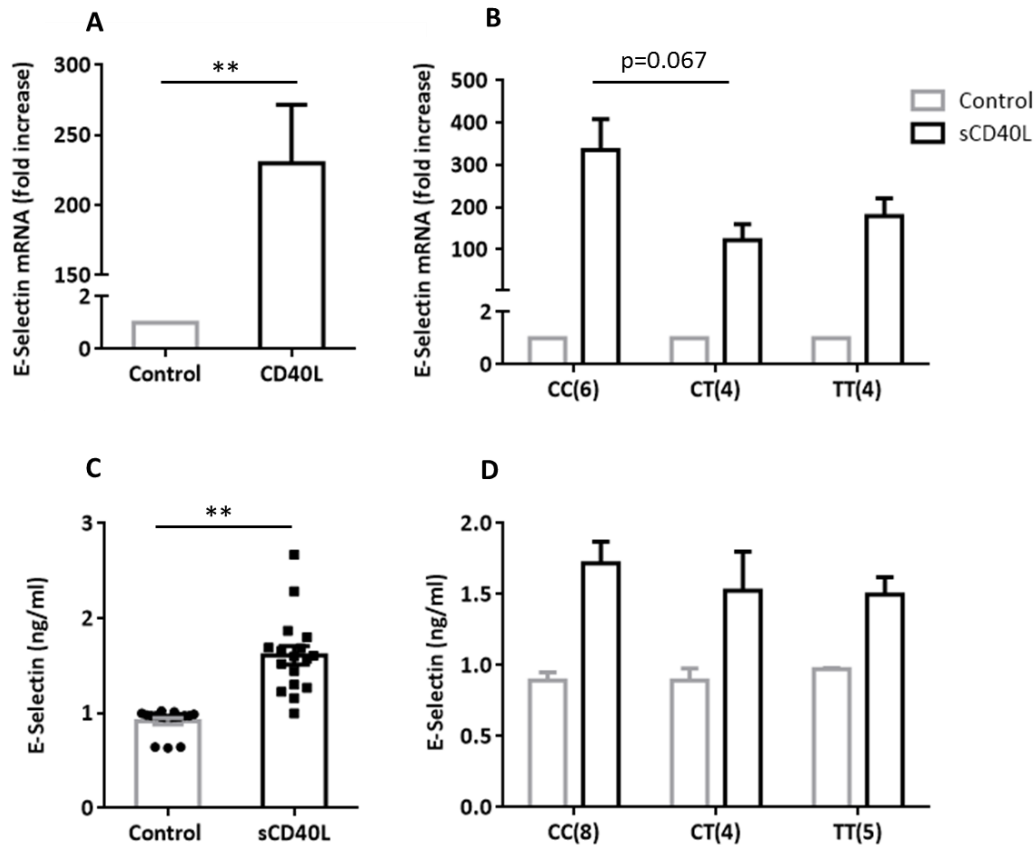 A
E-Selectin mRNA (fold increase)
300
250
200
150
2
0
**
Control
CD40L
B
E-Selectin mRNA (fold increase)
500
400
300
200
100
2
0
p=0.067
CC(6)
CT(4)
TT(4)
Control
sCD40L
C
E-Selectin (ng/ml)
3
2
1
0
**
Control
sCD40L
D
E-Selectin (ng/ml)
2.0
1.5
1.0
0.5
0.0
CC(8)
CT(4)
TT(5)